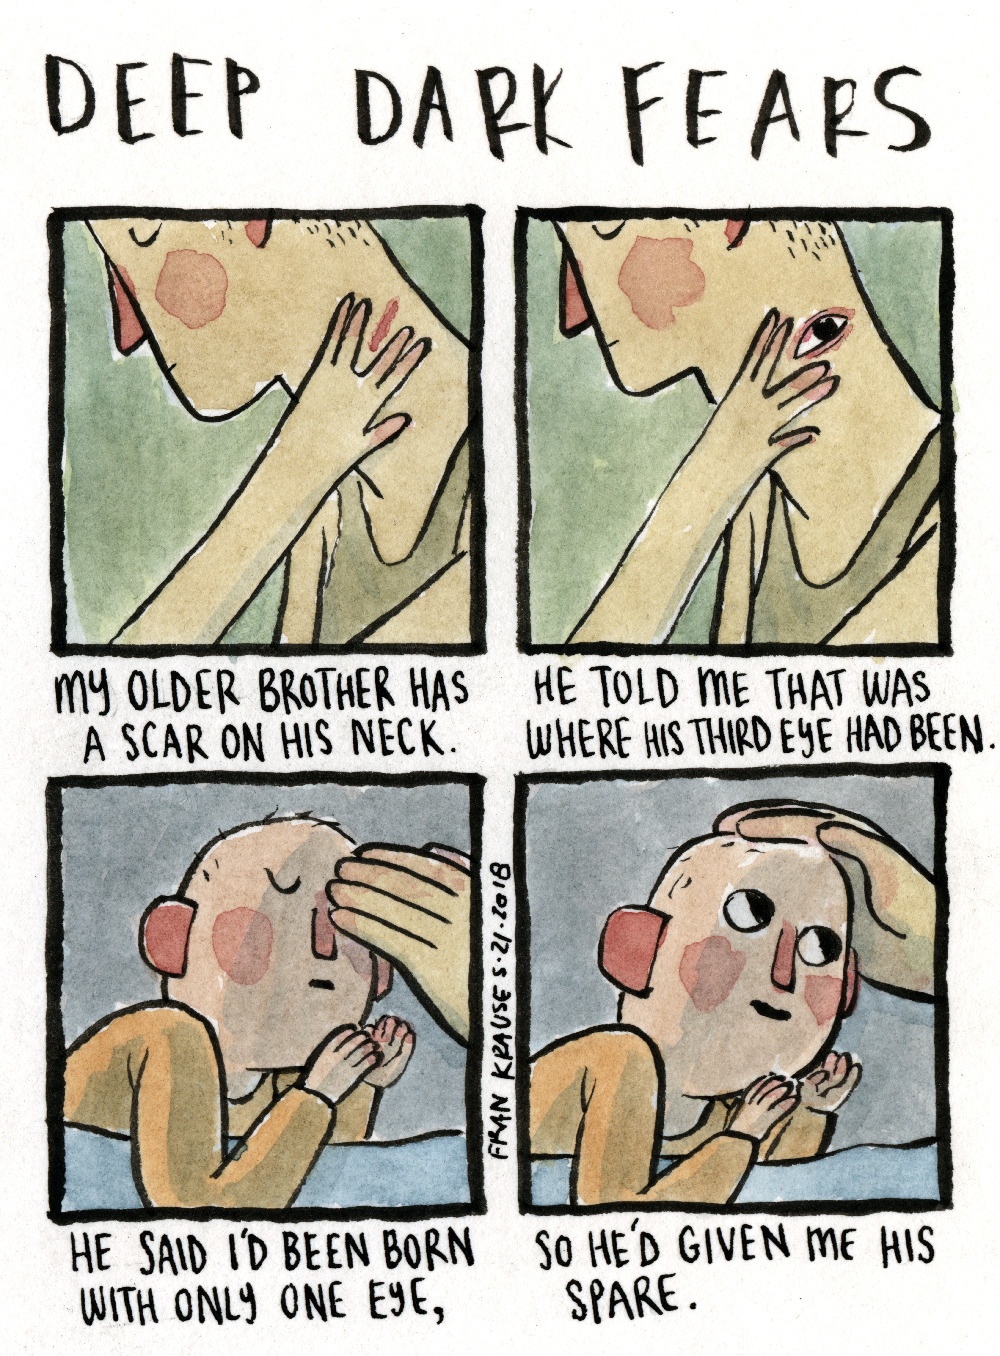 DEEP DARK FEARS
MY OLDER BROTHER HAS
A SCAR ON HIS NECK.
HE TOLD ME THAT WAS
WHERE HIS THIRD EYE HAD BEEN.
FRAN KRAUSE 5·21·2018
HE SAID I'D BEEN BORN
WITH ONLY ONE EYE,
SO HE'D GIVEN ME HIS
SPARE.